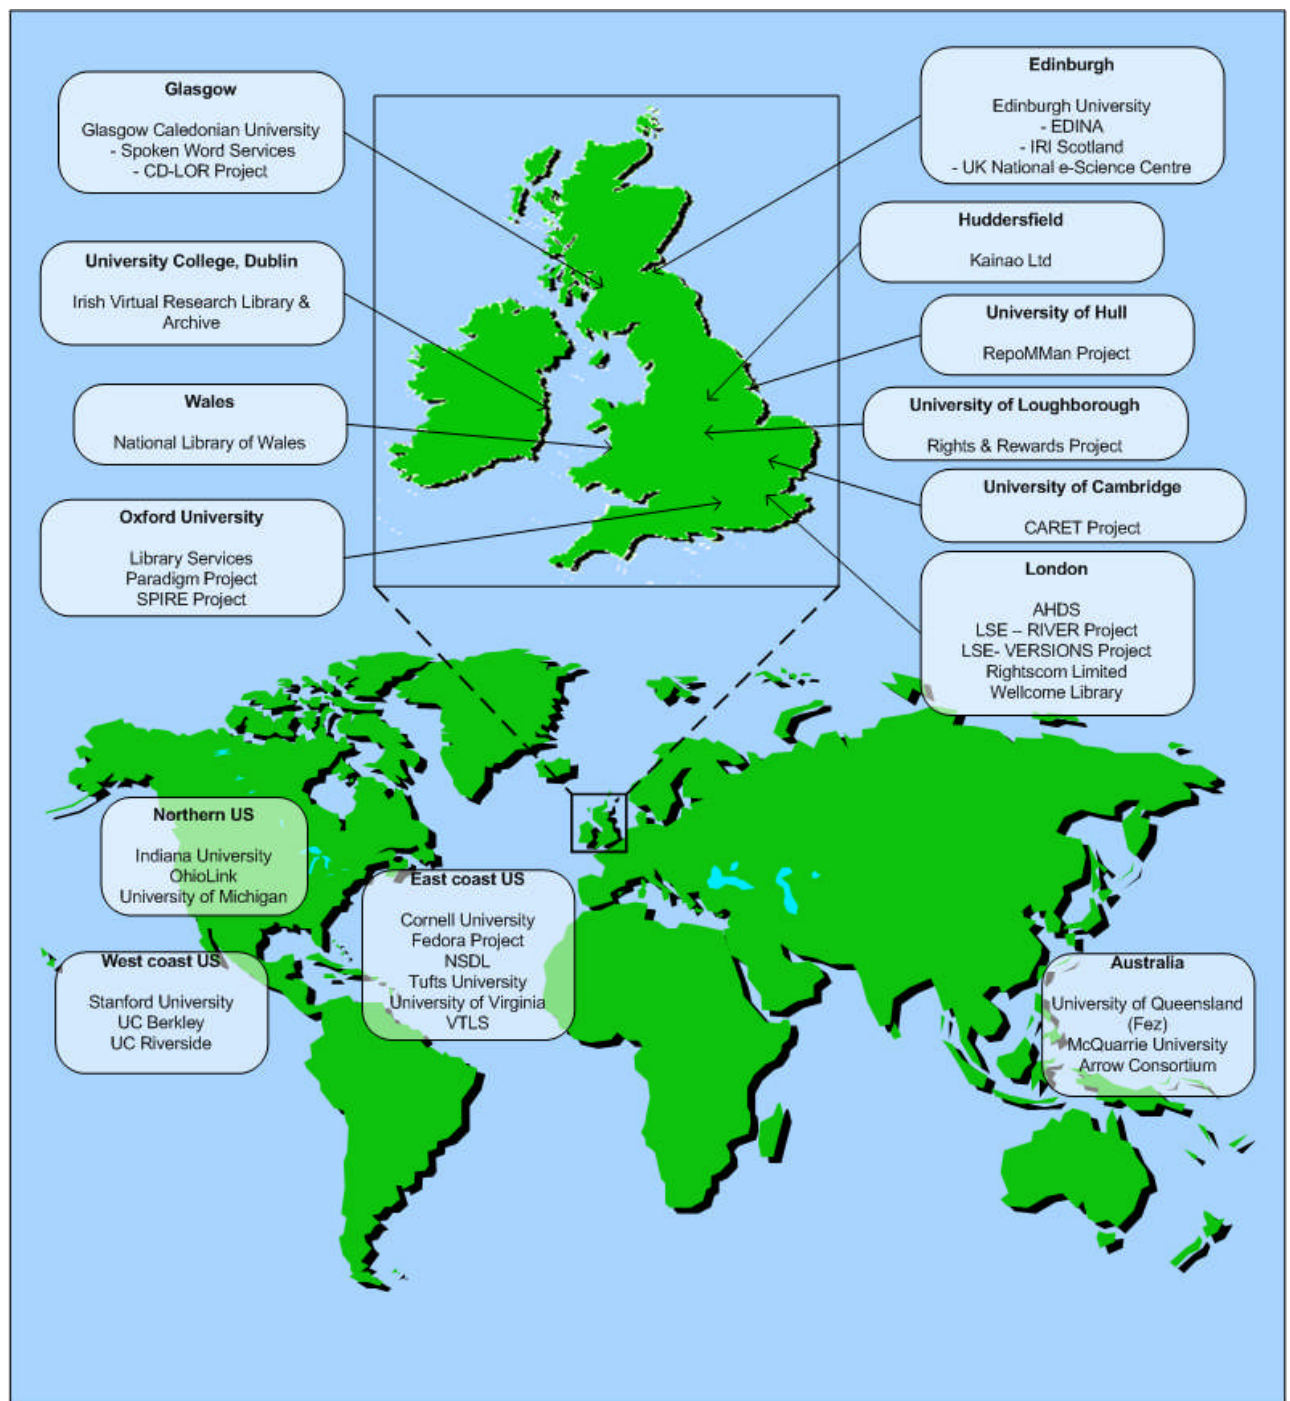 Glasgow
Glasgow Caledonian University
- Spoken Word Services
- CD-LOR Project
Edinburgh
Edinburgh University
- EDINA
- IRI Scotland
- UK National e-Science Centre
Huddersfield
Kainao Ltd
University College, Dublin
Irish Virtual Research Library &
Archive
University of Hull
RepoMMan Project
Wales
National Library of Wales
University of Loughborough
Rights & Rewards Project
University of Cambridge
CARET Project
Oxford University
Library Services
Paradigm Project
SPIRE Project
London
AHDS
LSE – RIVER Project
LSE- VERSIONS Project
Rightscom Limited
Wellcome Library
Northern US
Indiana University
OhioLink
University of Michigan
East coast US
Cornell University
Fedora Project
NSDL
Tufts University
University of Virginia
VTLS
West coast US
Stanford University
UC Berkley
UC Riverside
Australia
University of Queensland
(Fez)
McQuarrie University
Arrow Consortium